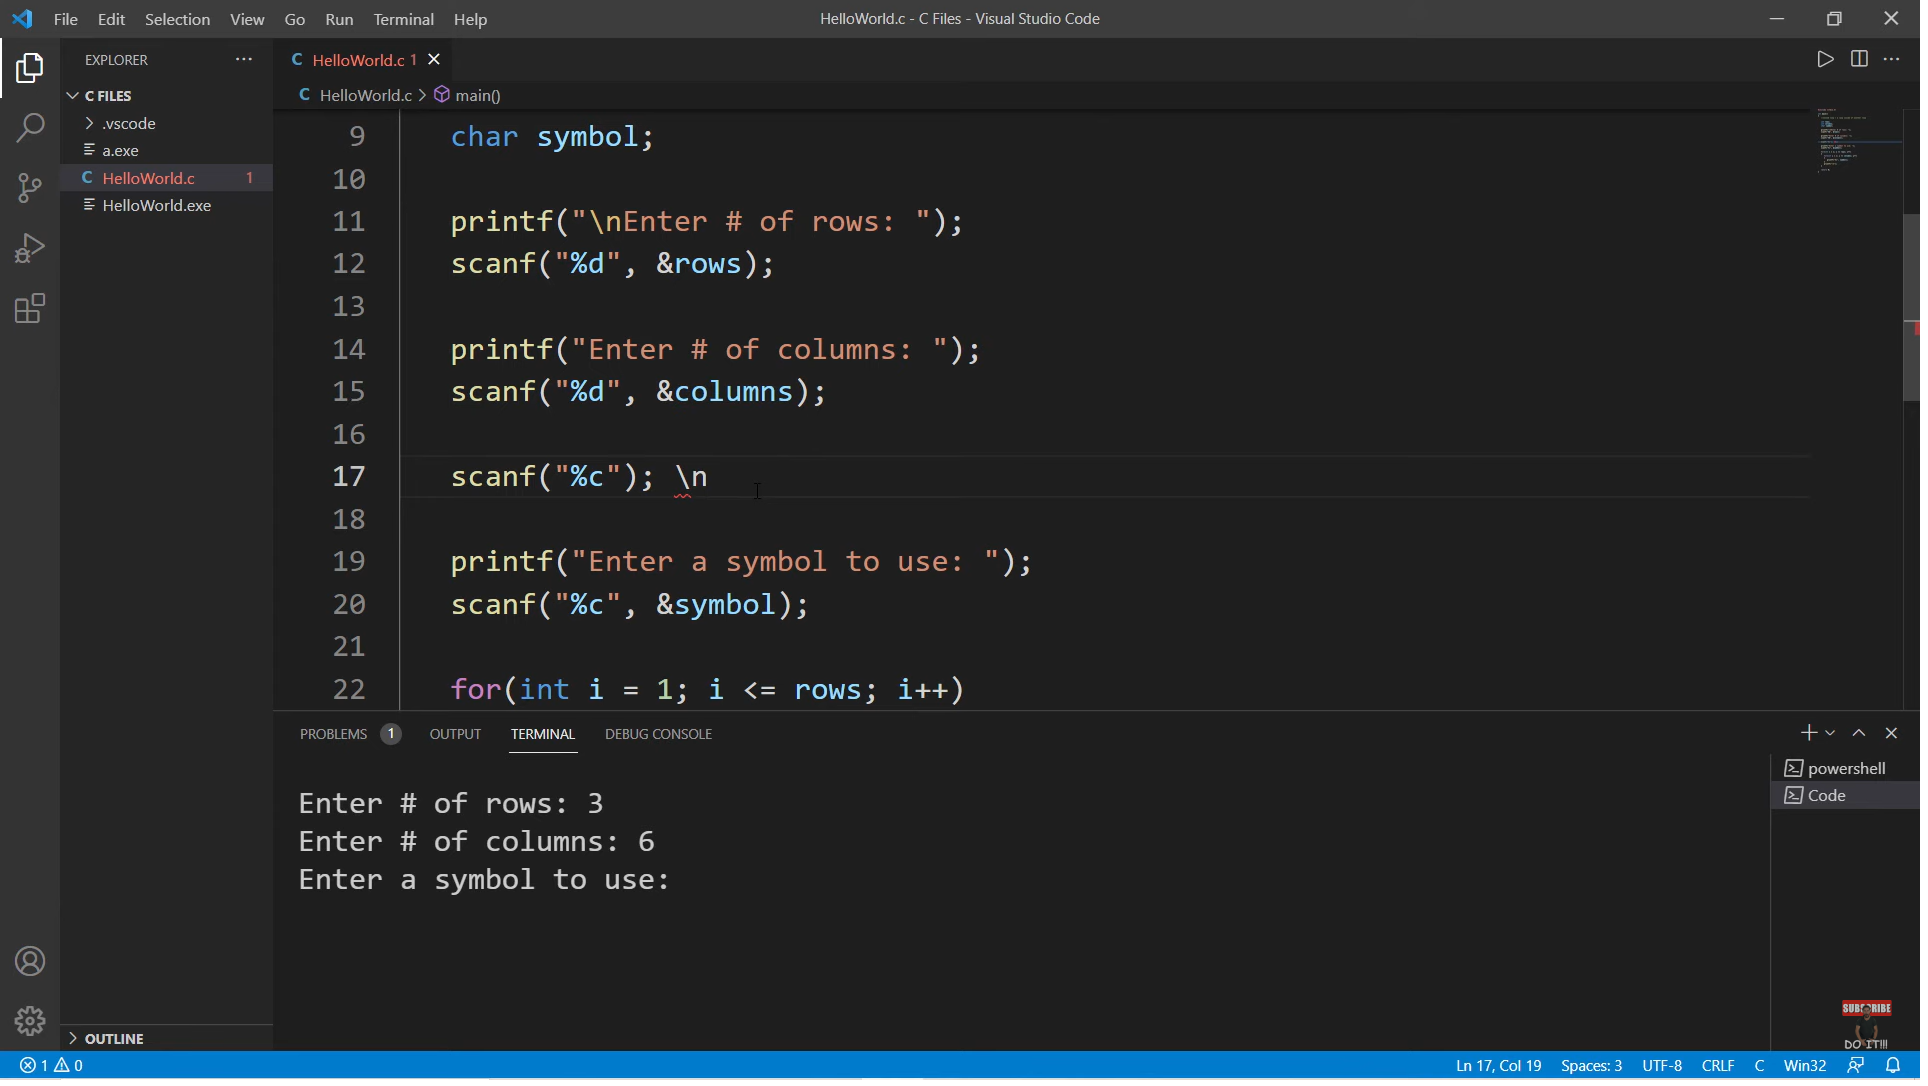 File Edit Selection View Go Run Terminal Help
HelloWorld.c - C Files - Visual Studio Code
EXPLORER
C FILES
.vscode
a.exe
C HelloWorld.c 1
HelloWorld.exe
OUTLINE
C HelloWorld.c 1
C HelloWorld.c > main()
9 char symbol;
10
11 printf("\nEnter # of rows: ");
12 scanf("%d", &rows);
13
14 printf("Enter # of columns: ");
15 scanf("%d", &columns);
16
17 scanf("%c"); \n
18
19 printf("Enter a symbol to use: ");
20 scanf("%c", &symbol);
21
22 for(int i = 1; i <= rows; i++)
PROBLEMS 1 OUTPUT TERMINAL DEBUG CONSOLE
Enter # of rows: 3
Enter # of columns: 6
Enter a symbol to use:
powershell
Code
SUBSCRIBE
DO IT!!!
1 0
Ln 17, Col 19 Spaces: 3 UTF-8 CRLF C Win32